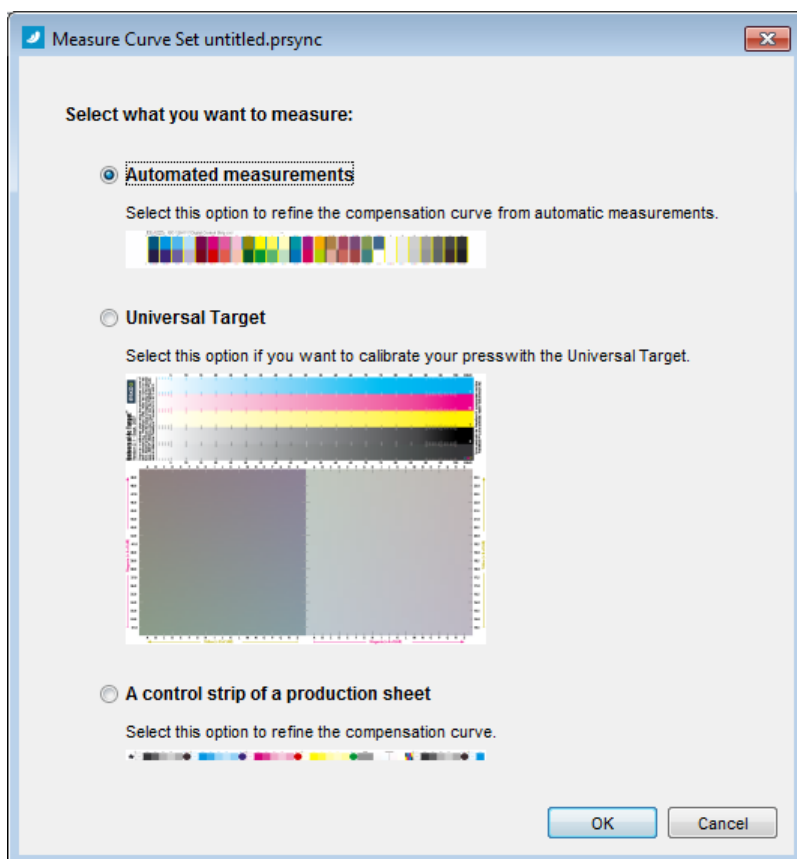 Measure Curve Set untitled.prsync
Select what you want to measure:
Automated measurements
Select this option to refine the compensation curve from automatic measurements.
Universal Target
Select this option if you want to calibrate your presswith the Universal Target.
A control strip of a production sheet
Select this option to refine the compensation curve.
OK
Cancel